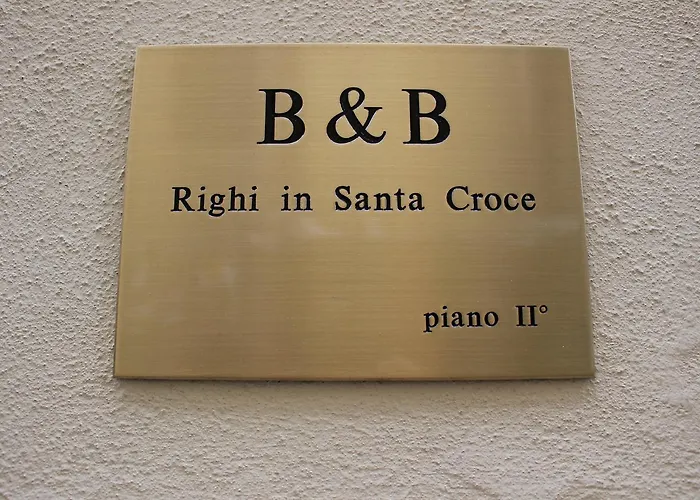 B & B
Righi in Santa Croce
piano II°